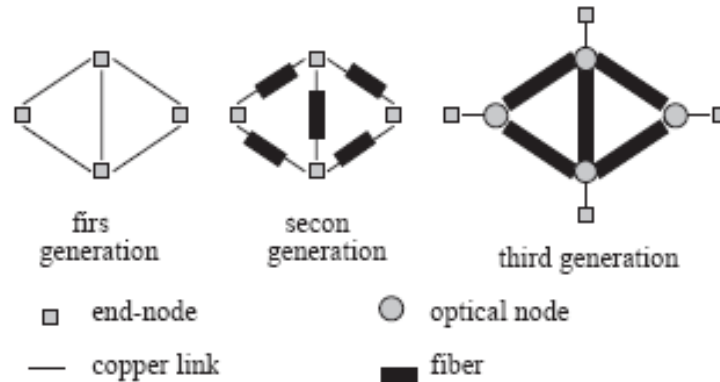 firs
generation
secon
generation
third generation
end-node
optical node
copper link
fiber